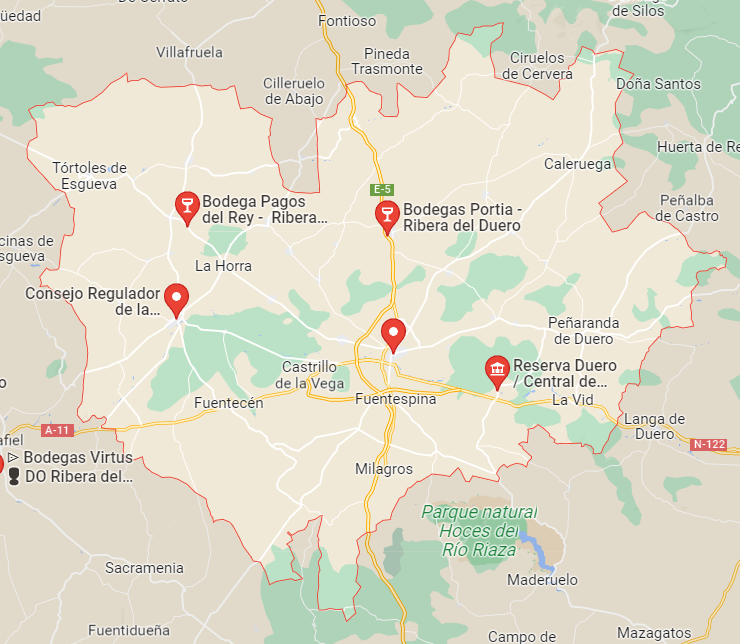 Fontioso
de Silos
Villafruela
Pineda
Trasmonte
Ciruelos
de Cervera
Cilleruelo
de Abajo
Doña Santos
Huerta de Re
Tórtoles de
Esgueva
Caleruega
E-5
Peñalba
de Castro
Bodega Pagos
del Rey - Ribera...
Bodegas Portia -
Ribera del Duero
cinas de
sgueva
La Horra
Consejo Regulador
de la...
Peñaranda
de Duero
Castrillo
de la Vega
Reserva Duero
/ Central de...
Fuentecén
Fuentespina
La Vid
Langa de
Duero
A-11
N-122
afiel
Bodegas Virtus
DO Ribera del...
Milagros
Parque natural
Hoces del
Río Riaza
Sacramenia
Maderuelo
Fuentidueña
Campo de
Mazagatos